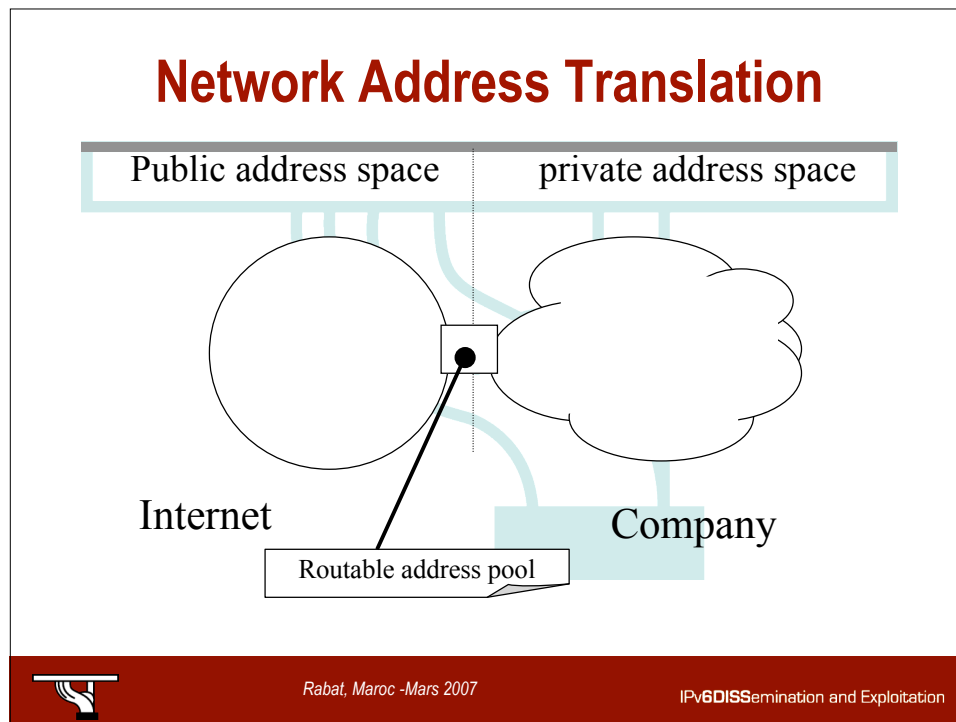 Network Address Translation
Public address space
private address space
Internet
Company
Routable address pool
Rabat, Maroc -Mars 2007
IPv6DISSemination and Exploitation